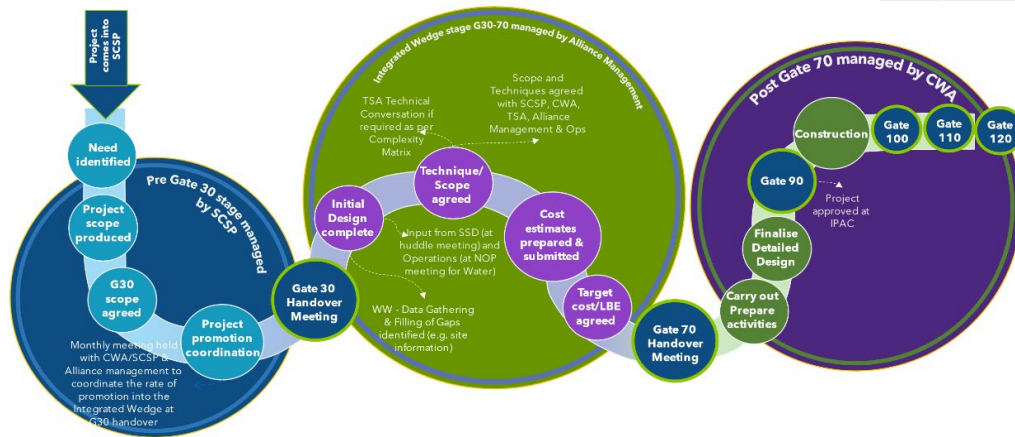 Project
comes into
SCSP
Need
identified
Pre Gate 30 stage managed
by SCSP
Project
scope
produced
G30
scope
agreed
Project
promotion
coordination
Monthly meeting held
with CWA/SCSP &
Alliance management to
coordinate the rate of
promotion into the
Integrated Wedge at
G30 handover
Gate 30
Handover
Meeting
Integrated Wedge stage G30-70 managed by Alliance Management
TSA Technical
Conversation if
required as per
Complexity
Matrix
Scope and
Techniques agreed
with SCSP, CWA,
TSA, Alliance
Management & Ops
Initial
Design
complete
Technique/
Scope
agreed
Input from SSD (at
huddle meeting) and
Operations (at NOP
meeting for Water)
WW - Data Gathering
& Filling of Gaps
identified (e.g. site
information)
Cost
estimates
prepared &
submitted
Target
cost/LBE
agreed
Gate 70
Handover
Meeting
Post Gate 70 managed by CWA
Carry out
Prepare
activities
Finalise
Detailed
Design
Gate 90
Project
approved at
IPAC
Construction
Gate
100
Gate
110
Gate
120